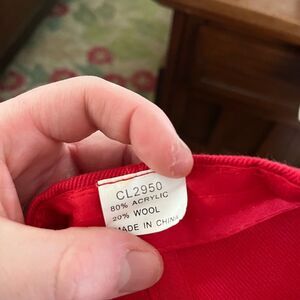 CL2950
80% ACRYLIC
20% WOOL
MADE IN CHINA